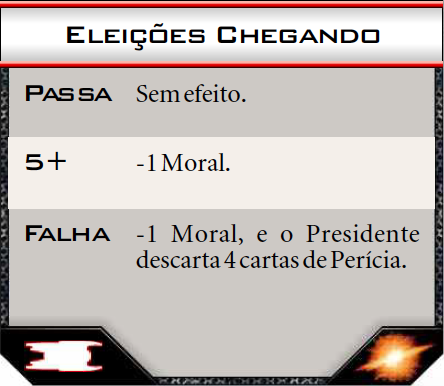 Eleições Chegando
Passa Sem efeito.
5+ -1 Moral.
Falha -1 Moral, e o Presidente
descarta 4 cartas de Perícia.